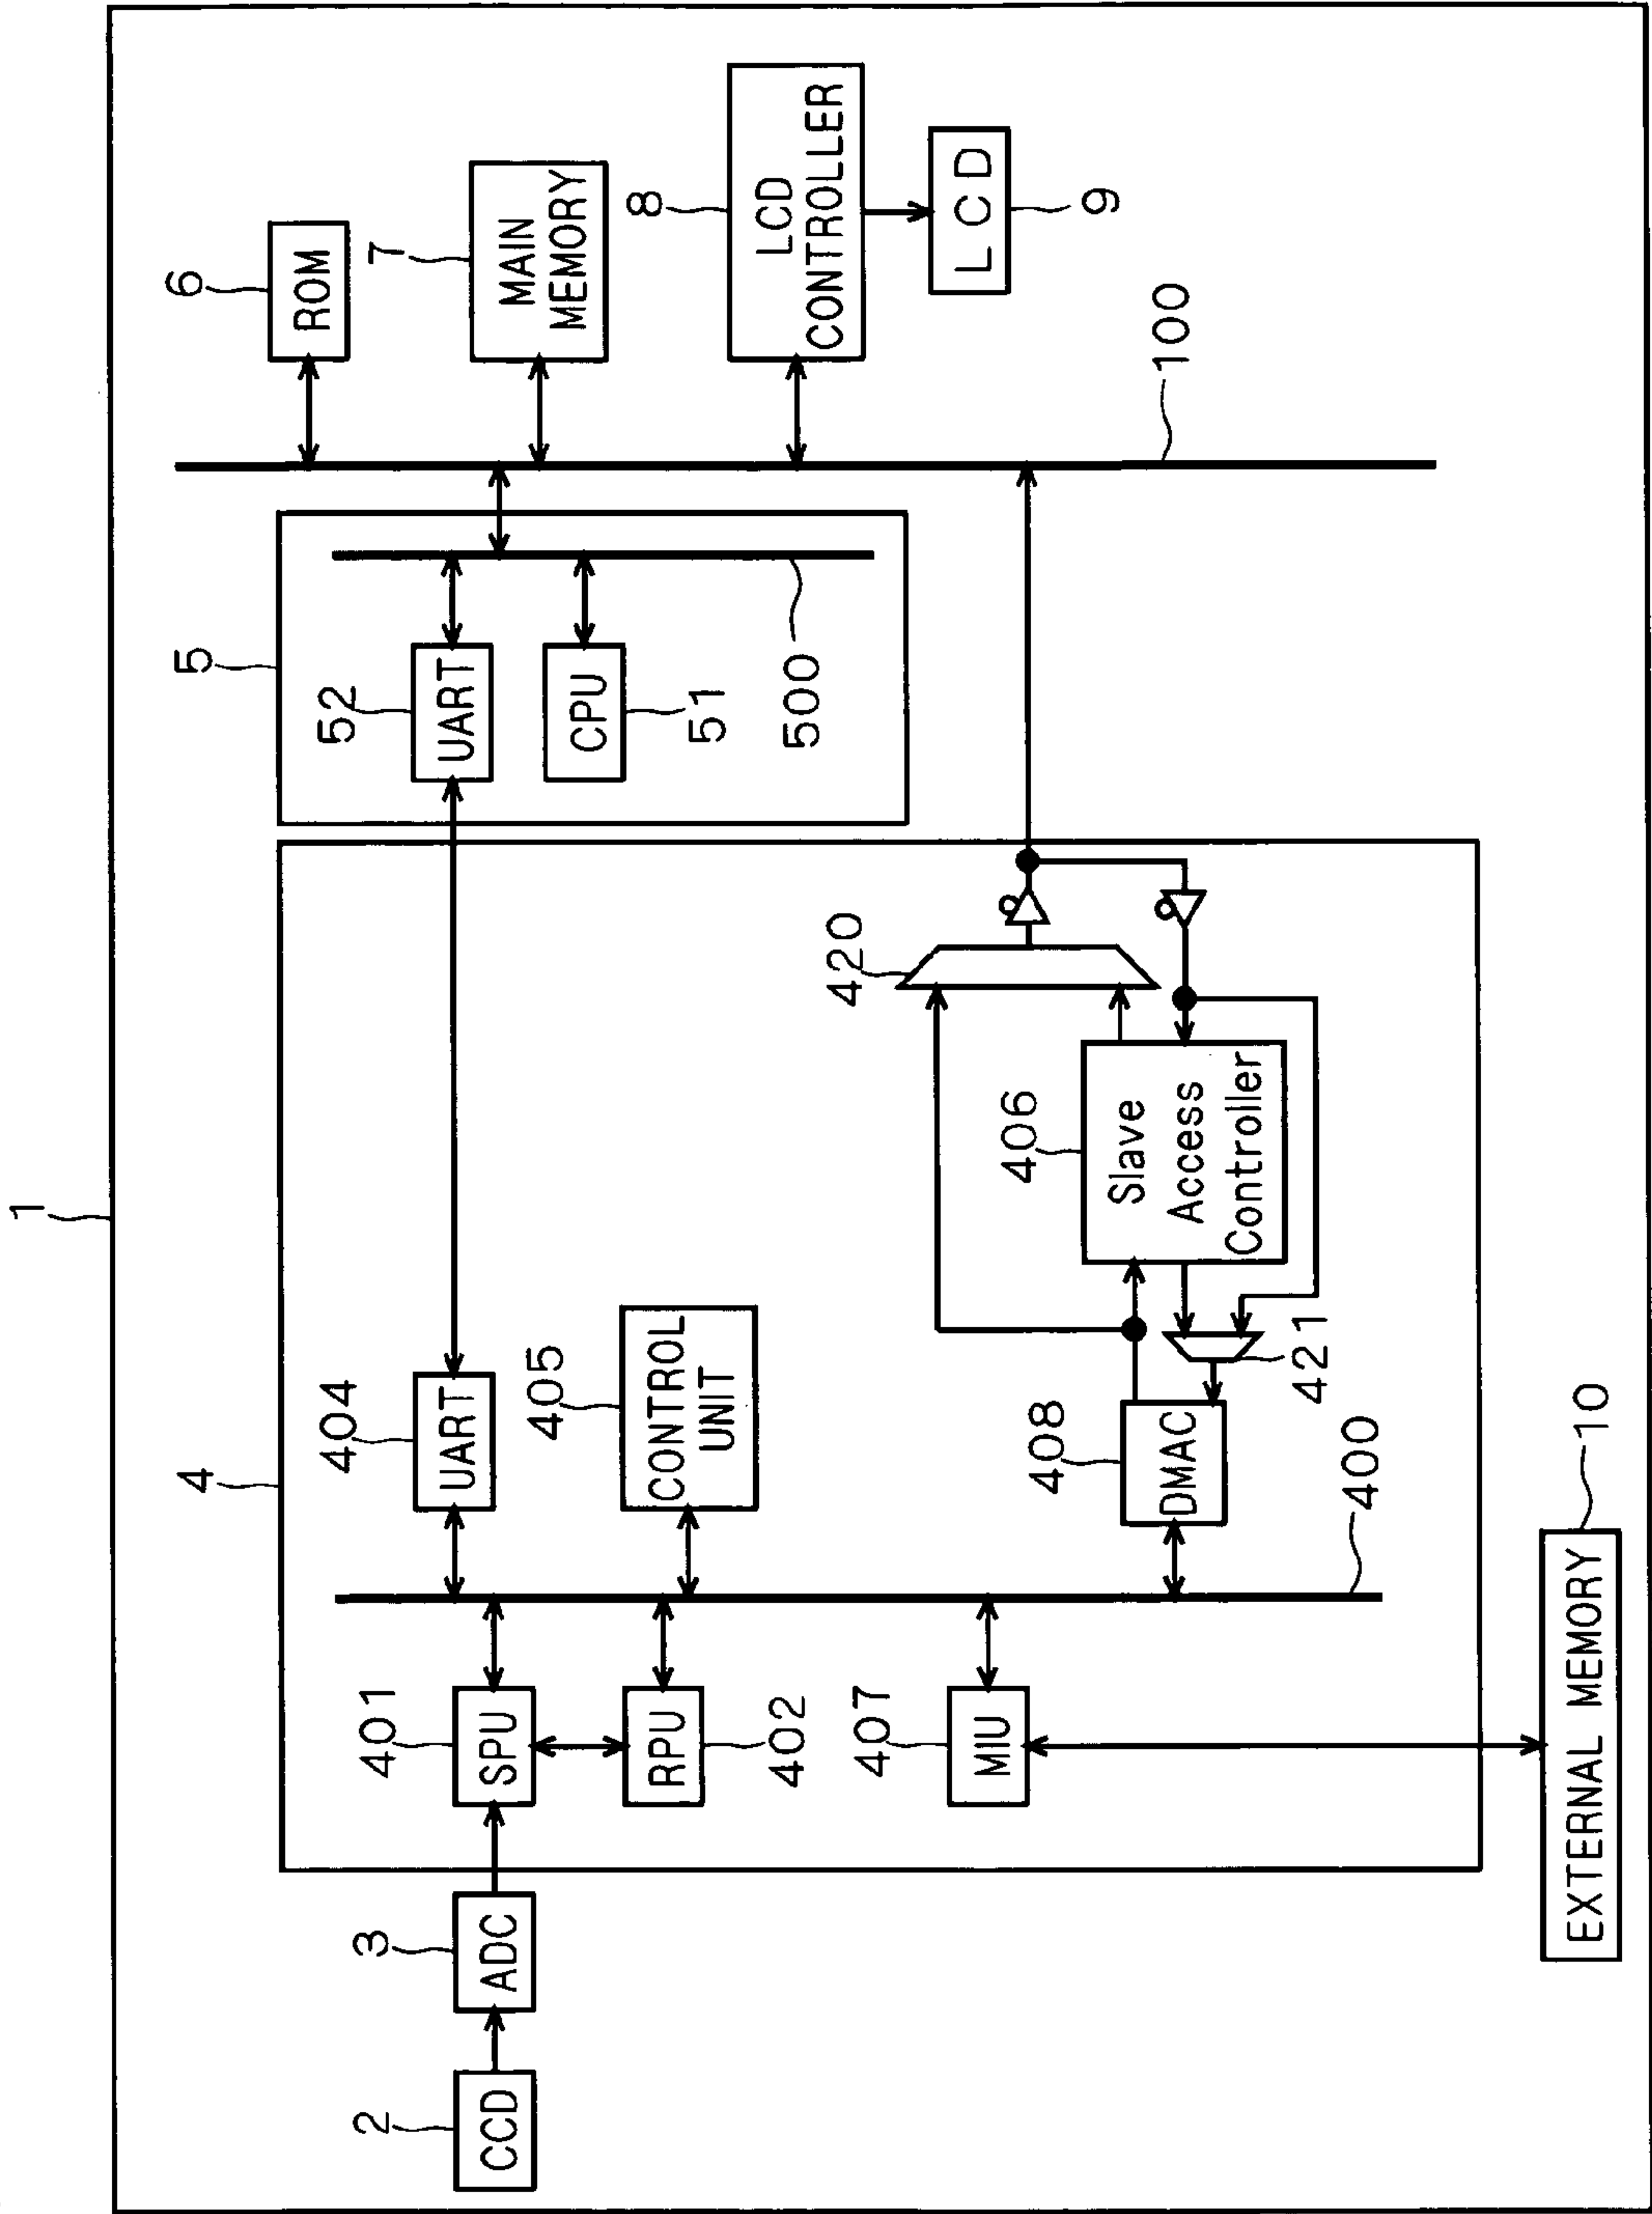 1
2
CCD
3
ADC
4
401
SPU
RPU
402
407
MIU
EXTERNAL MEMORY
10
404
UART
405
CONTROL
UNIT
408
DMAC
400
421
406
Slave
Access
Controller
420
5
52
UART
CPU
51
500
6
ROM
7
MAIN
MEMORY
8
LCD
CONTROLLER
LCD
9
100